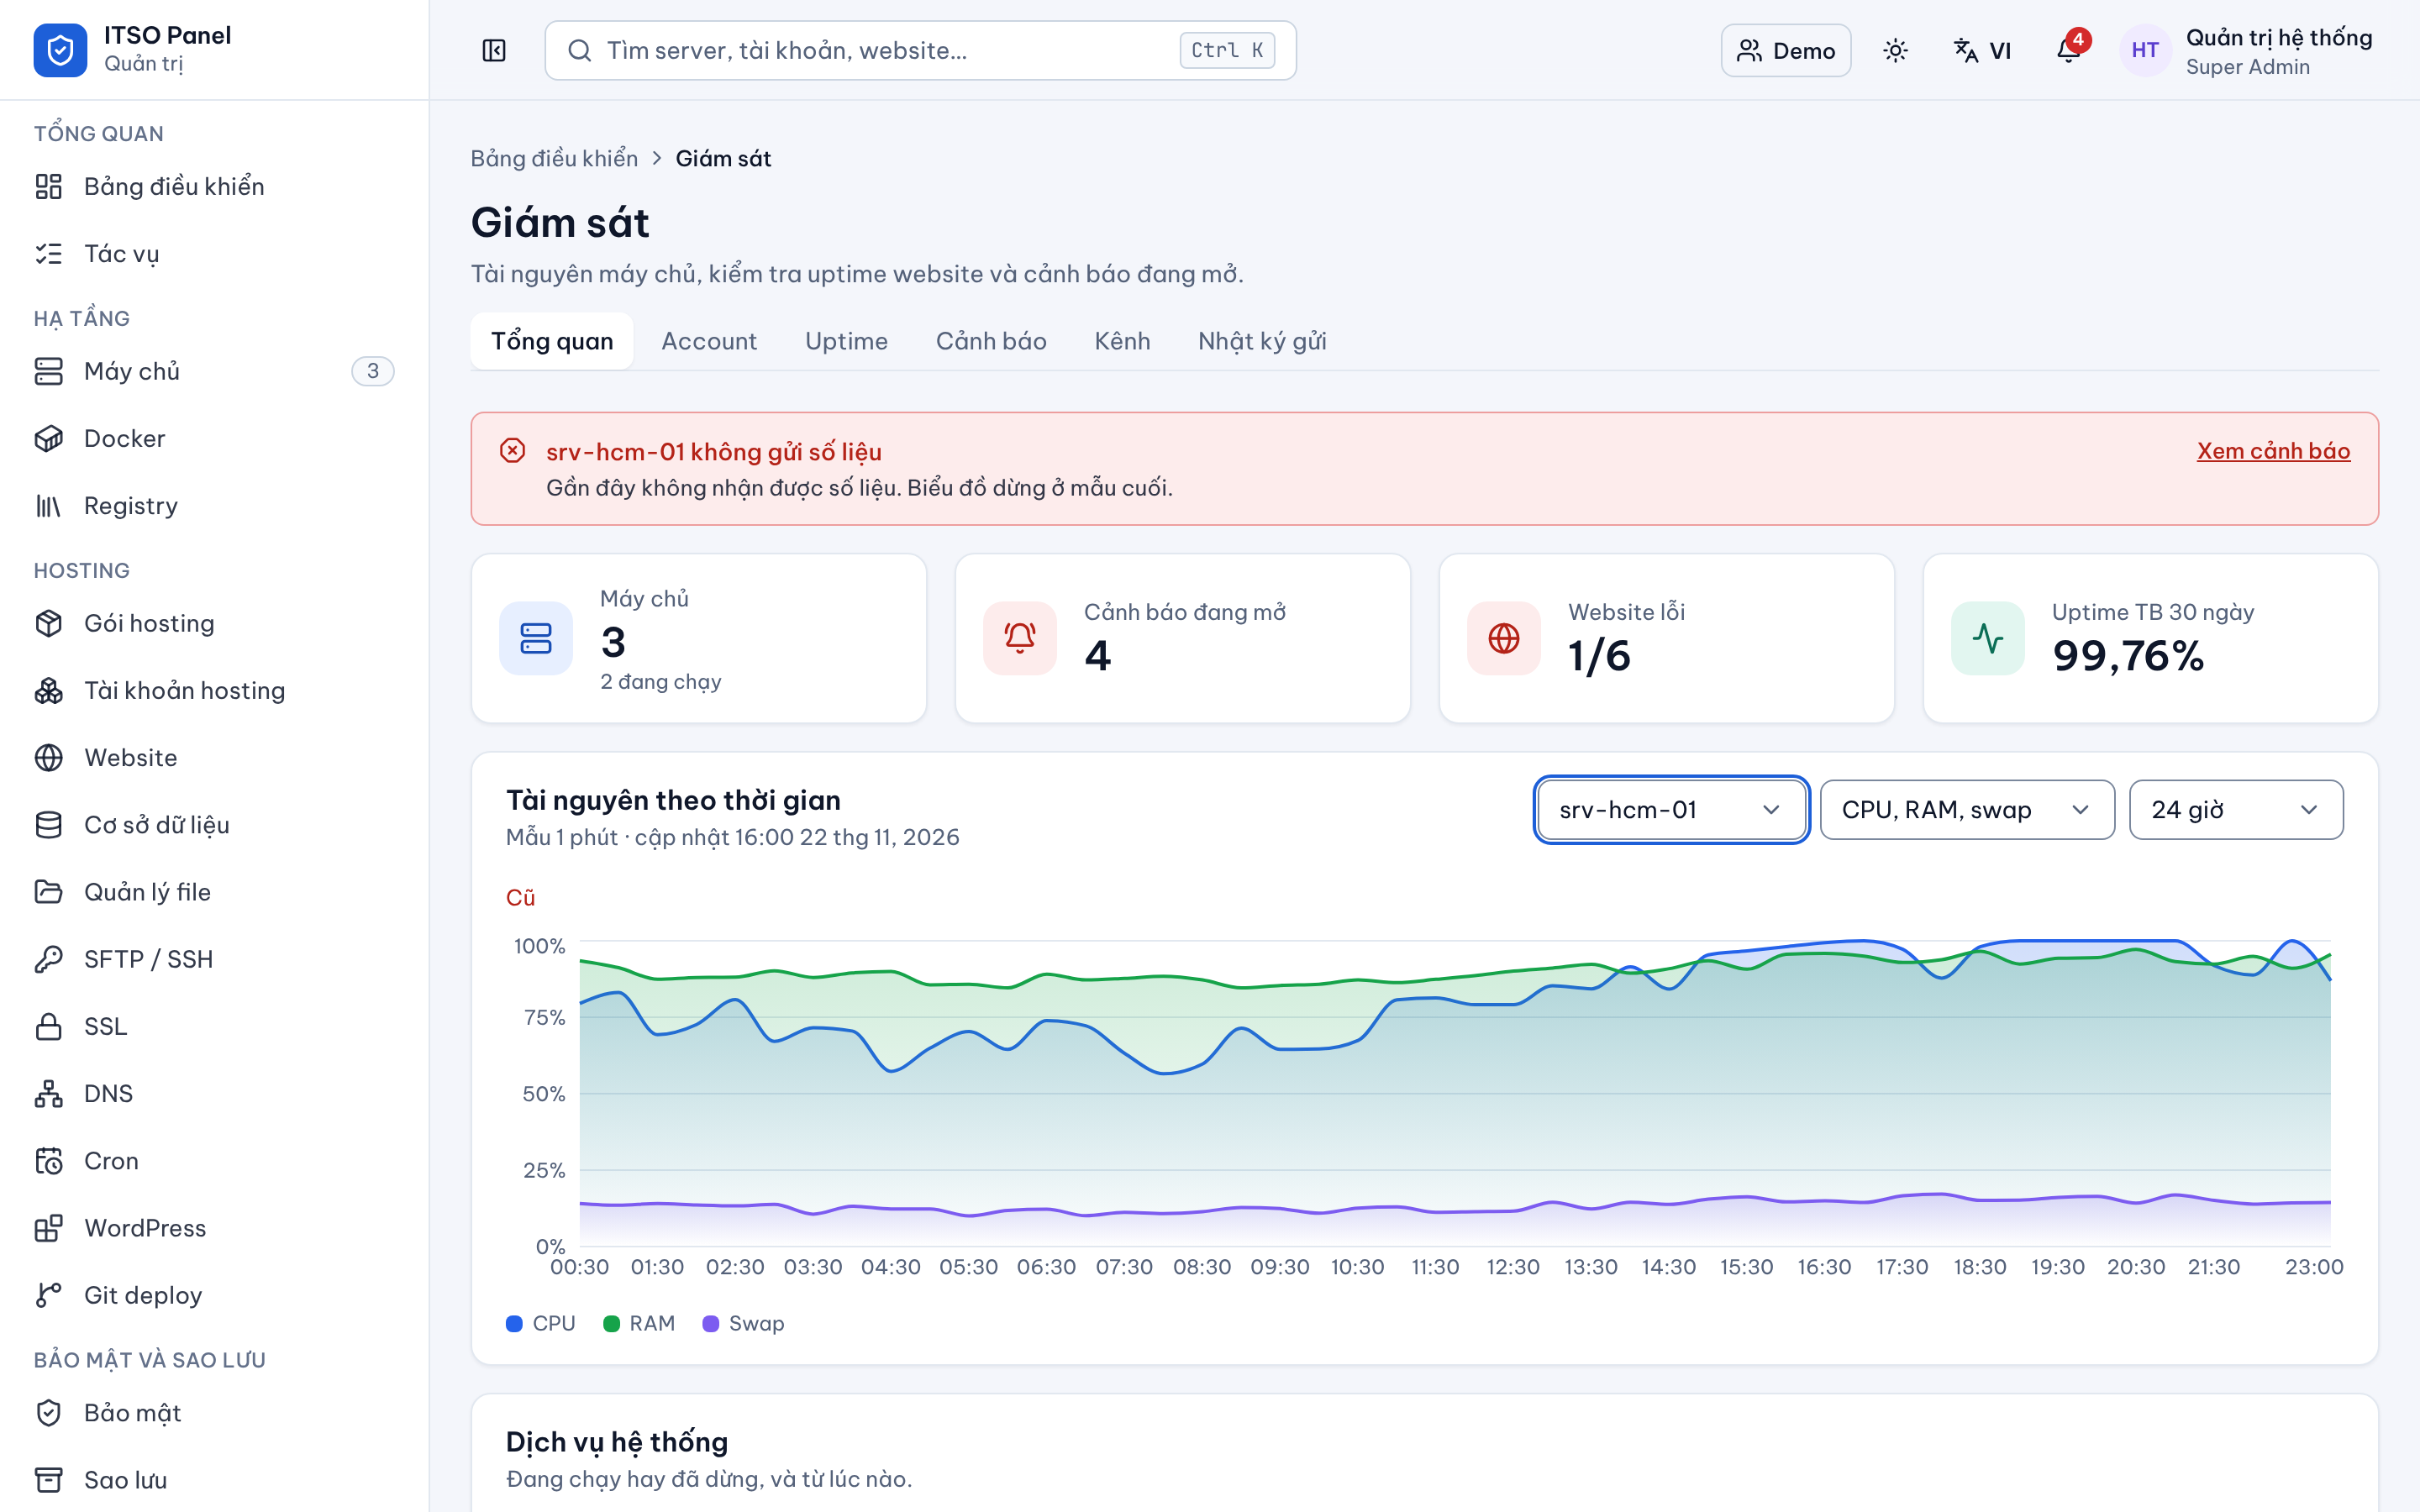 ITSO Panel
Quản trị
Tìm server, tài khoản, website...
Ctrl K
Demo
VI
4
HT
Quản trị hệ thống
Super Admin
TỔNG QUAN
Bảng điều khiển
Tác vụ
HẠ TẦNG
Máy chủ
3
Docker
Registry
HOSTING
Gói hosting
Tài khoản hosting
Website
Cơ sở dữ liệu
Quản lý file
SFTP / SSH
SSL
DNS
Cron
WordPress
Git deploy
BẢO MẬT VÀ SAO LƯU
Bảo mật
Sao lưu
Bảng điều khiển > Giám sát
Giám sát
Tài nguyên máy chủ, kiểm tra uptime website và cảnh báo đang mở.
Tổng quan Account Uptime Cảnh báo Kênh Nhật ký gửi
srv-hcm-01 không gửi số liệu
Xem cảnh báo
Gần đây không nhận được số liệu. Biểu đồ dừng ở mẫu cuối.
Máy chủ
3
2 đang chạy
Cảnh báo đang mở
4
Website lỗi
1/6
Uptime TB 30 ngày
99,76%
Tài nguyên theo thời gian
Mẫu 1 phút · cập nhật 16:00 22 thg 11, 2026
srv-hcm-01
CPU, RAM, swap
24 giờ
Cũ
100%
75%
50%
25%
0%
00:30 01:30 02:30 03:30 04:30 05:30 06:30 07:30 08:30 09:30 10:30 11:30 12:30 13:30 14:30 15:30 16:30 17:30 18:30 19:30 20:30 21:30 23:00
CPU RAM Swap
Dịch vụ hệ thống
Đang chạy hay đã dừng, và từ lúc nào.